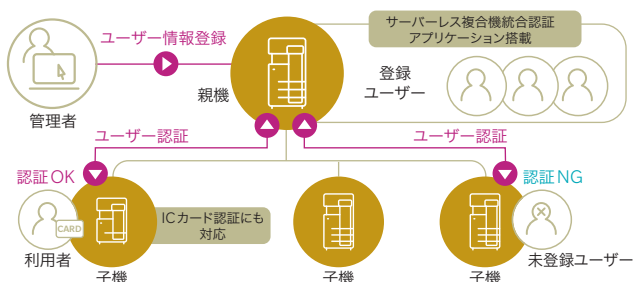 サーバーレス複合機統合認証
アプリケーション搭載
ユーザー情報登録
親機
登録
ユーザー
管理者
ユーザー認証
ユーザー認証
認証OK
認証NG
CARD
ICカード認証にも
対応
利用者
未登録ユーザー
子機
子機
子機